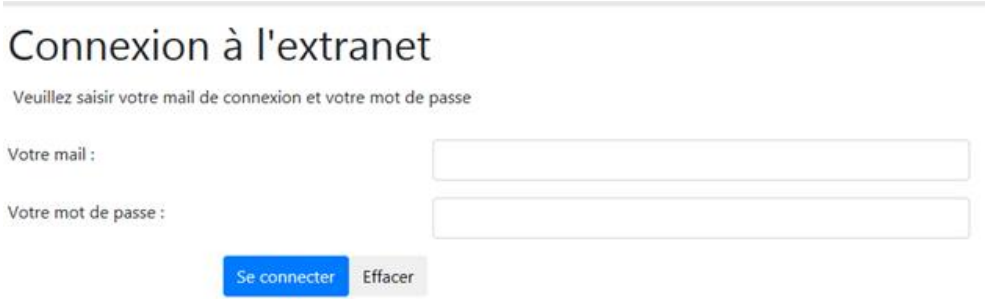 Connexion à l'extranet
Veuillez saisir votre mail de connexion et votre mot de passe
Votre mail :
Votre mot de passe :
Se connecter Effacer